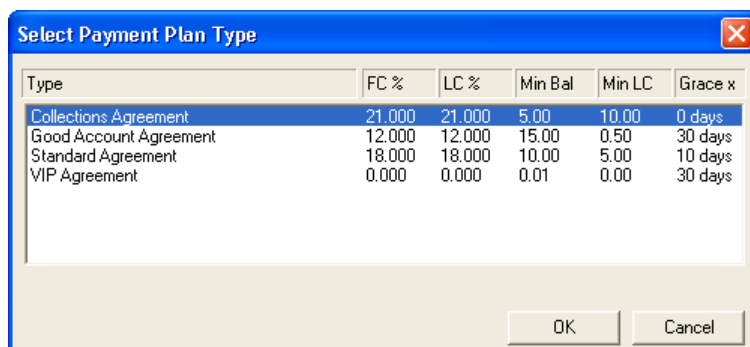 Select Payment Plan Type
Type FC % LC % Min Bal Min LC Grace x
Collections Agreement 21.000 21.000 5.00 10.00 0 days
Good Account Agreement 12.000 12.000 15.00 0.50 30 days
Standard Agreement 18.000 18.000 10.00 5.00 10 days
VIP Agreement 0.000 0.000 0.01 0.00 30 days
OK Cancel